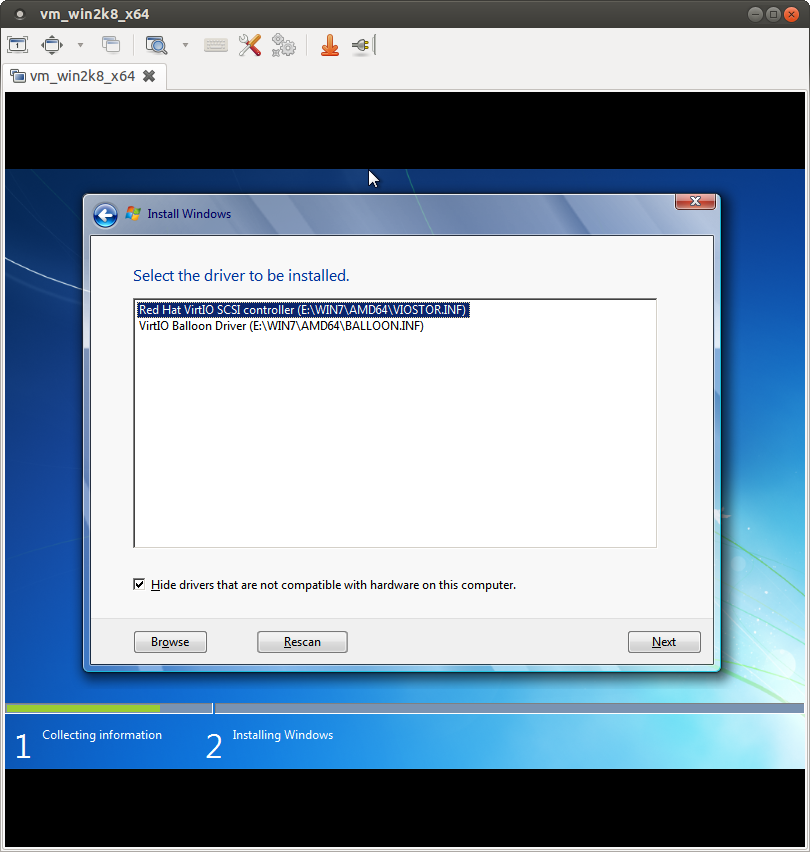 vm_win2k8_x64
1
vm_win2k8_x64
Install Windows
Select the driver to be installed.
Red Hat VirtIO SCSI controller (E:\WIN7\AMD64\VIOSTOR.INF)
VirtIO Balloon Driver (E:\WIN7\AMD64\BALLOON.INF)
Hide drivers that are not compatible with hardware on this computer.
Browse Rescan Next
1 Collecting information 2 Installing Windows